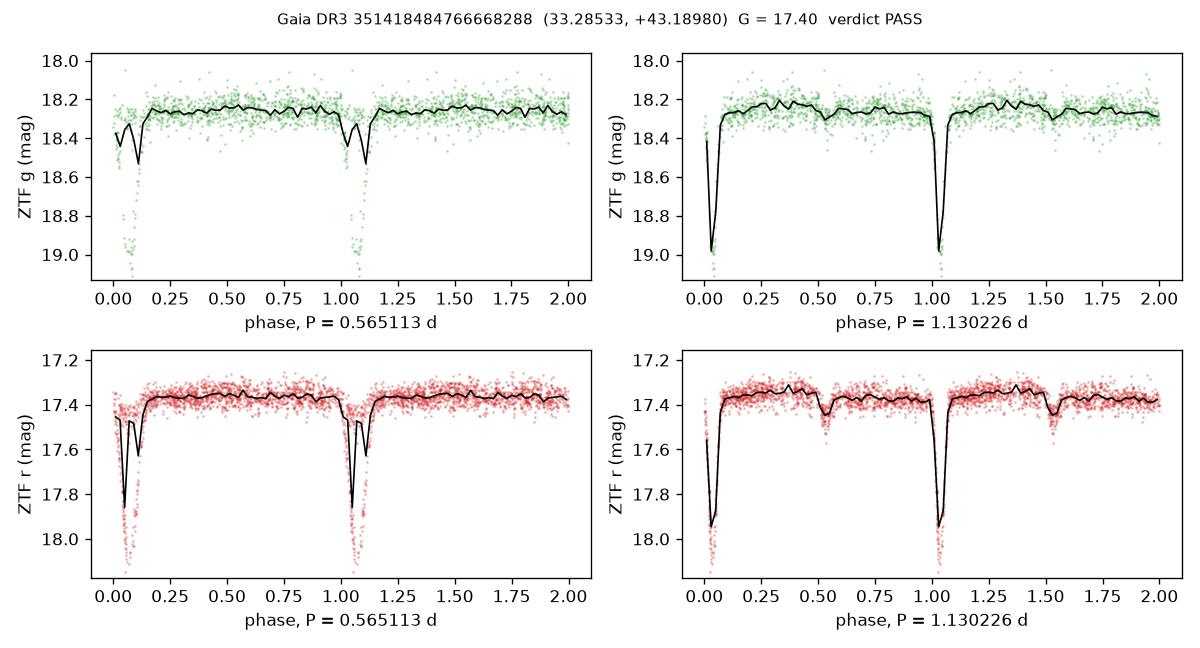 Gaia DR3 351418484766668288  (33.28533, +43.18980)  G = 17.40  verdict PASS
ZTF g (mag)
18.0
18.2
18.4
18.6
18.8
19.0
0.00 0.25 0.50 0.75 1.00 1.25 1.50 1.75 2.00
phase, P = 0.565113 d
ZTF g (mag)
18.0
18.2
18.4
18.6
18.8
19.0
0.00 0.25 0.50 0.75 1.00 1.25 1.50 1.75 2.00
phase, P = 1.130226 d
ZTF r (mag)
17.2
17.4
17.6
17.8
18.0
0.00 0.25 0.50 0.75 1.00 1.25 1.50 1.75 2.00
phase, P = 0.565113 d
ZTF r (mag)
17.2
17.4
17.6
17.8
18.0
0.00 0.25 0.50 0.75 1.00 1.25 1.50 1.75 2.00
phase, P = 1.130226 d